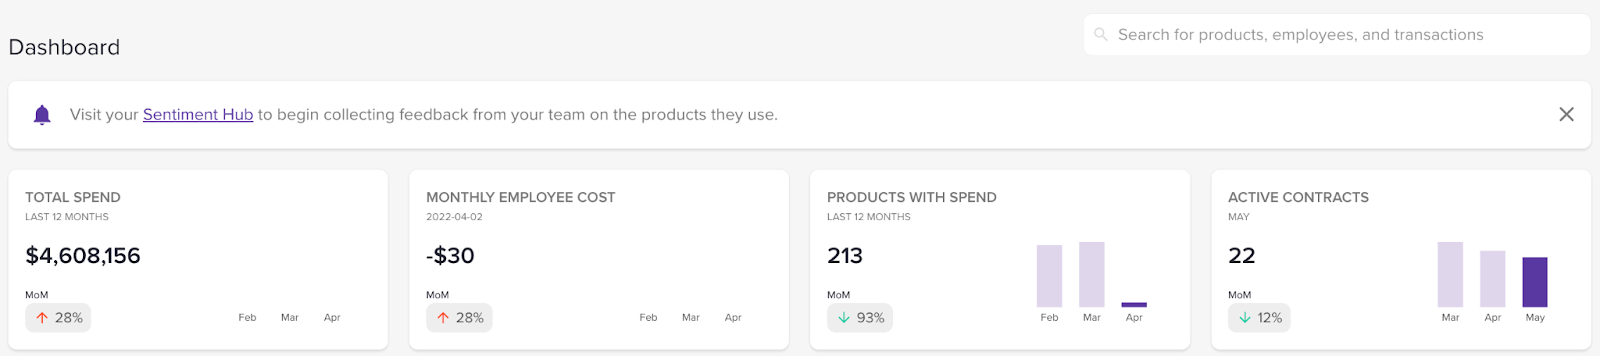 Search for products, employees, and transactions
Dashboard
Visit your Sentiment Hub to begin collecting feedback from your team on the products they use.
TOTAL SPEND
LAST 12 MONTHS
$4,608,156
MoM
28%
Feb Mar Apr
MONTHLY EMPLOYEE COST
2022-04-02
-$30
MoM
28%
Feb Mar Apr
PRODUCTS WITH SPEND
LAST 12 MONTHS
213
MoM
93%
Feb Mar Apr
ACTIVE CONTRACTS
MAY
22
MoM
12%
Mar Apr May